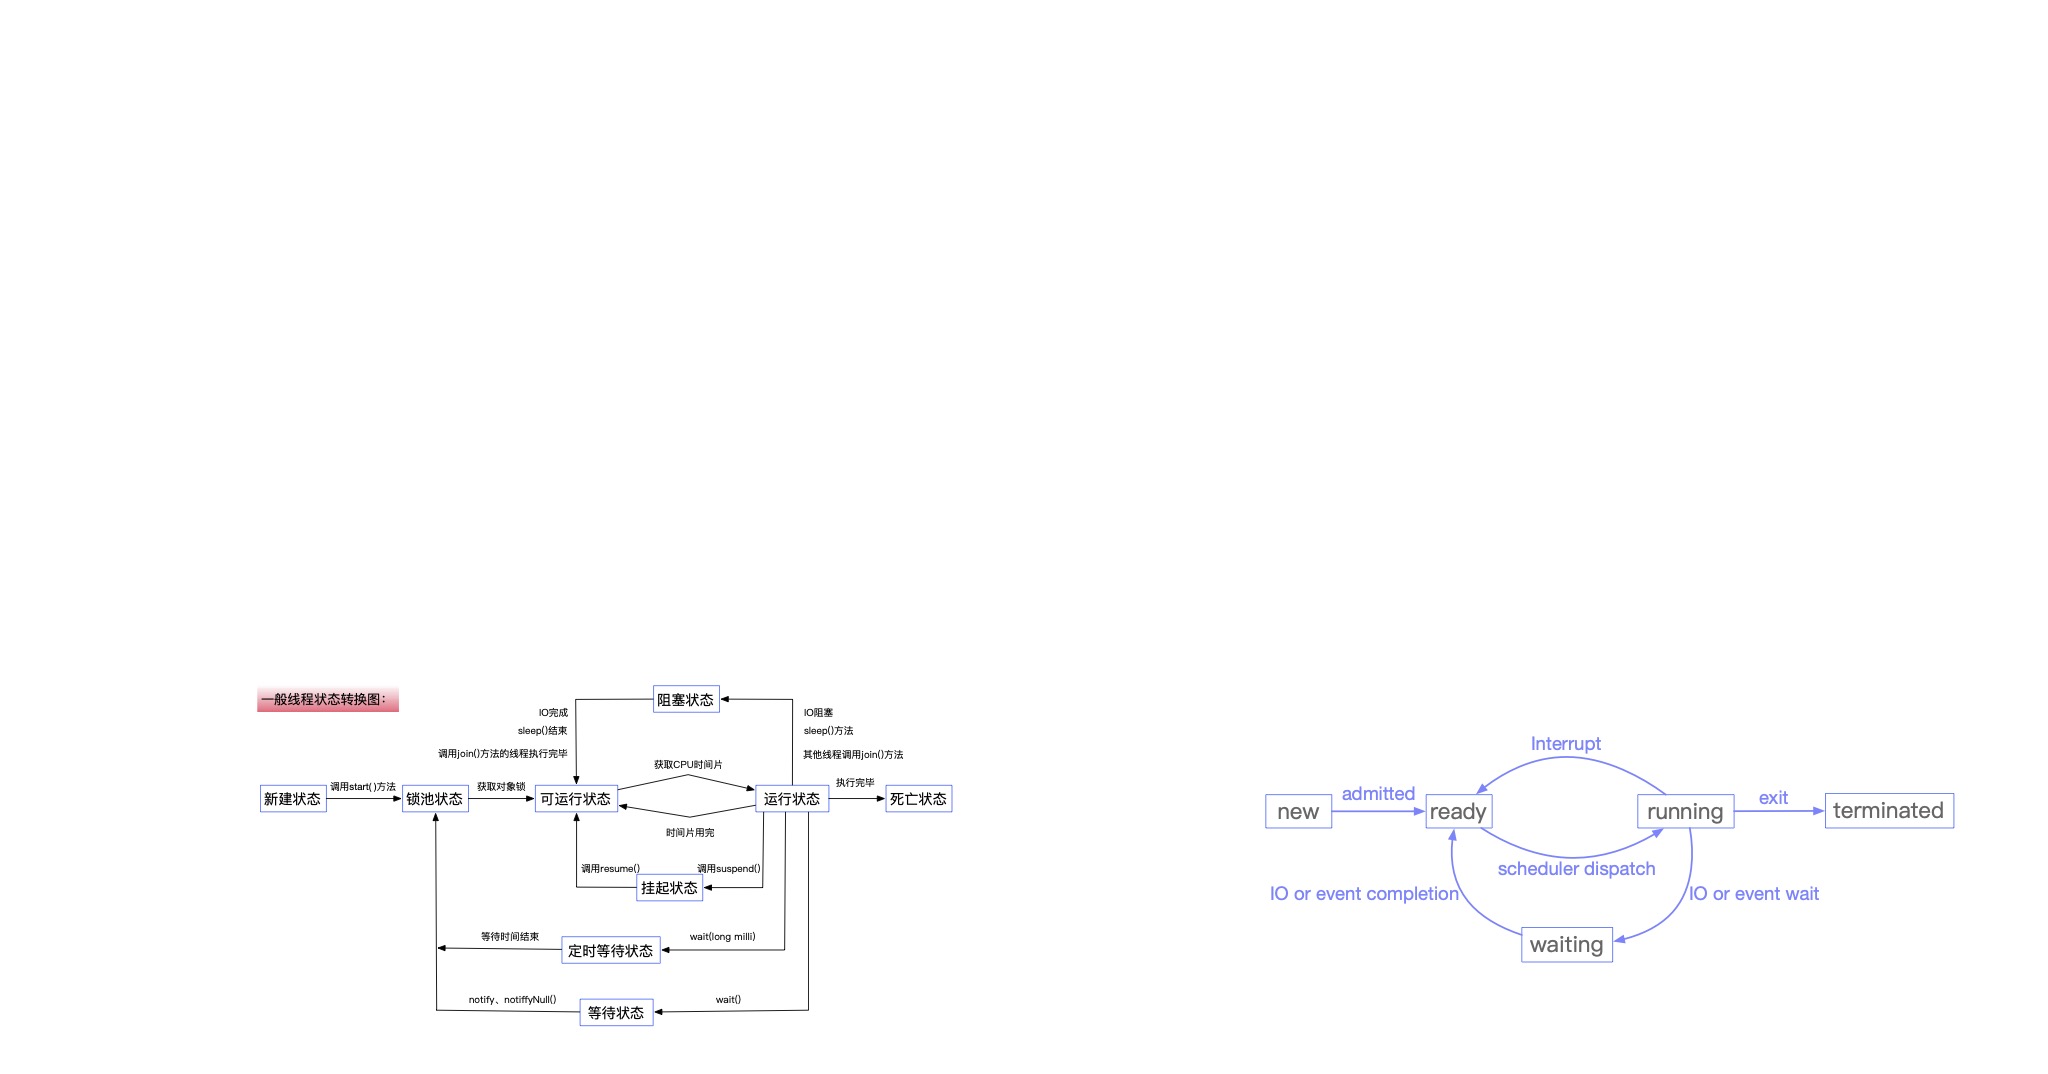 一般线程状态转换图：
阻塞状态
IO完成
sleep()结束
调用join()方法的线程执行完毕
IO阻塞
sleep()方法
其他线程调用join()方法
获取CPU时间片
新建状态
调用start( )方法
锁池状态
获取对象锁
可运行状态
运行状态
执行完毕
死亡状态
时间片用完
调用resume()
调用suspend()
挂起状态
等待时间结束
定时等待状态
wait(long milli)
notify、notiffyNull()
等待状态
wait()
Interrupt
new
admitted
ready
running
exit
terminated
scheduler dispatch
IO or event completion
IO or event wait
waiting